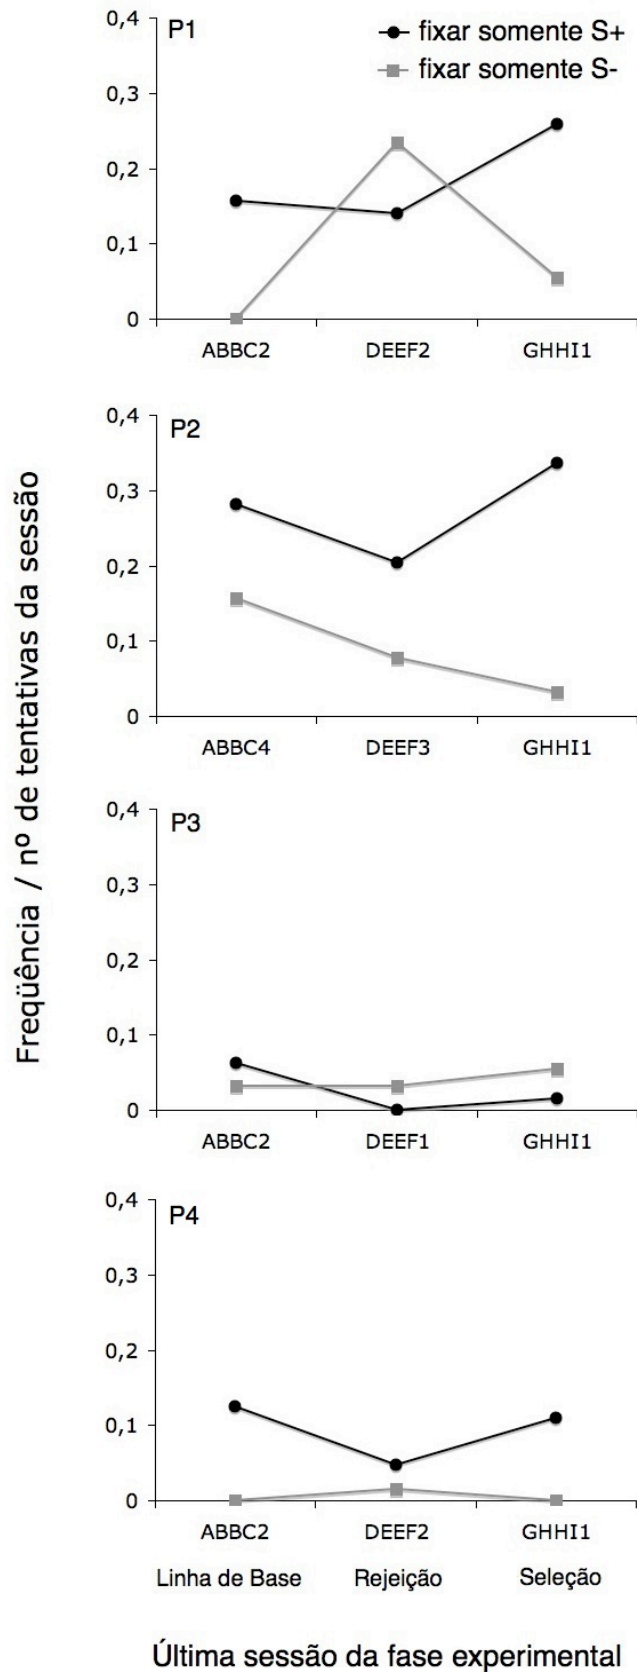 P1
fixar somente S+
fixar somente S-
0,4
0,3
0,2
0,1
0
ABBC2 DEEF2 GHHI1
P2
0,4
0,3
0,2
0,1
0
ABBC4 DEEF3 GHHI1
P3
0,4
0,3
0,2
0,1
0
ABBC2 DEEF1 GHHI1
P4
0,4
0,3
0,2
0,1
0
ABBC2 DEEF2 GHHI1
Linha de Base Rejeição Seleção
Freqüência / nº de tentativas da sessão
Última sessão da fase experimental